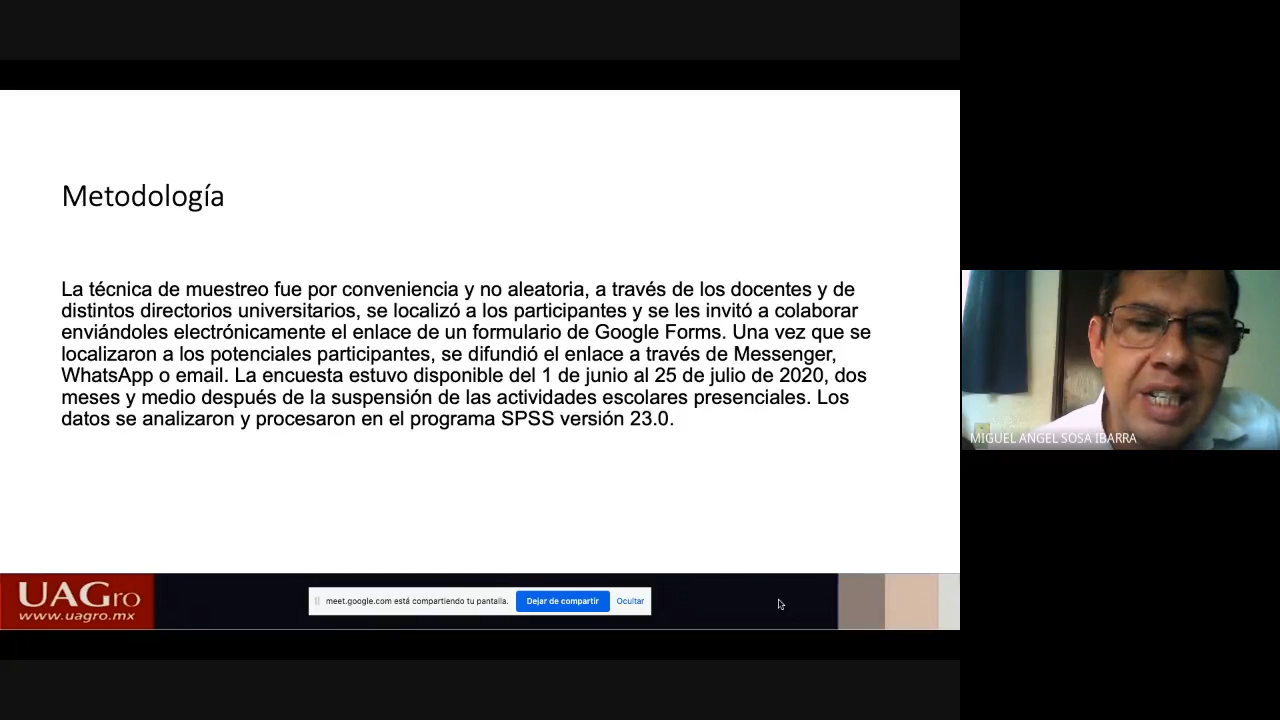 Metodología
La técnica de muestreo fue por conveniencia y no aleatoria, a través de los docentes y de
distintos directorios universitarios, se localizó a los participantes y se les invitó a colaborar
enviándoles electrónicamente el enlace de un formulario de Google Forms. Una vez que se
localizaron a los potenciales participantes, se difundió el enlace a través de Messenger,
WhatsApp o email. La encuesta estuvo disponible del 1 de junio al 25 de julio de 2020, dos
meses y medio después de la suspensión de las actividades escolares presenciales. Los
datos se analizaron y procesaron en el programa SPSS versión 23.0.
MIGUEL ANGEL SOSA IBARRA
UAGro
www.uagro.mx
meet.google.com está compartiendo tu pantalla. Dejar de compartir Ocultar